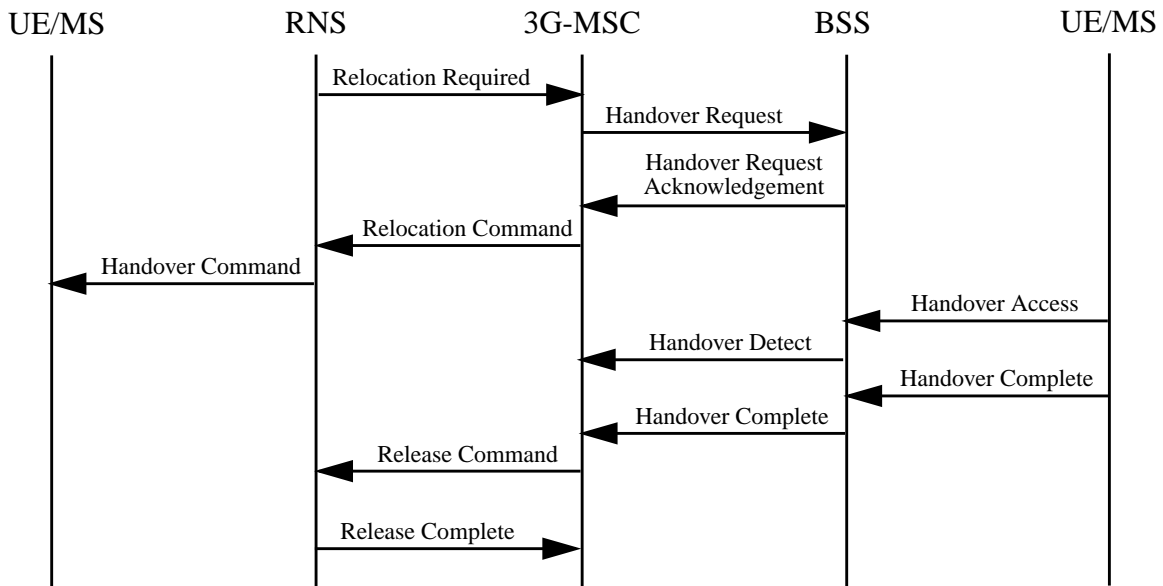 UE/MS RNS 3G-MSC BSS UE/MS
Relocation Required
Handover Request
Handover Request
Acknowledgement
Relocation Command
Handover Command
Handover Access
Handover Detect
Handover Complete
Handover Complete
Release Command
Release Complete